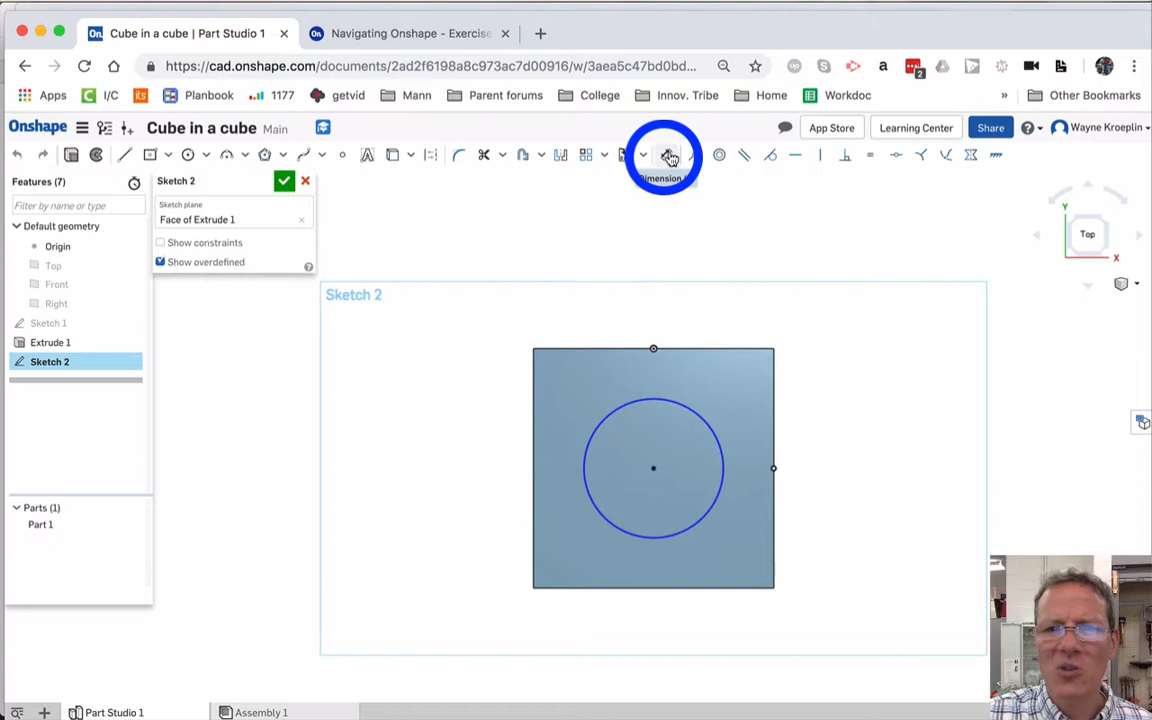 Cube in a cube | Part Studio 1
Navigating Onshape - Exercise
https://cad.onshape.com/documents/2ad2f6198a8c973ac7d00916/w/3aea5c47bd0bd...
Apps
I/C
its
Planbook
1177
getvid
Mann
Parent forums
College
Innov. Tribe
Home
Workdoc
»
Other Bookmarks
Onshape
Cube in a cube Main
App Store
Learning Center
Share
Wayne Kroeplin
Features (7)
Filter by name or type
Default geometry
Origin
Top
Front
Right
Sketch 1
Extrude 1
Sketch 2
Parts (1)
Part 1
Sketch 2
Sketch plane
Face of Extrude 1
Show constraints
Show overdefined
Dimension
Sketch 2
Y
Top
X
Part Studio 1
Assembly 1